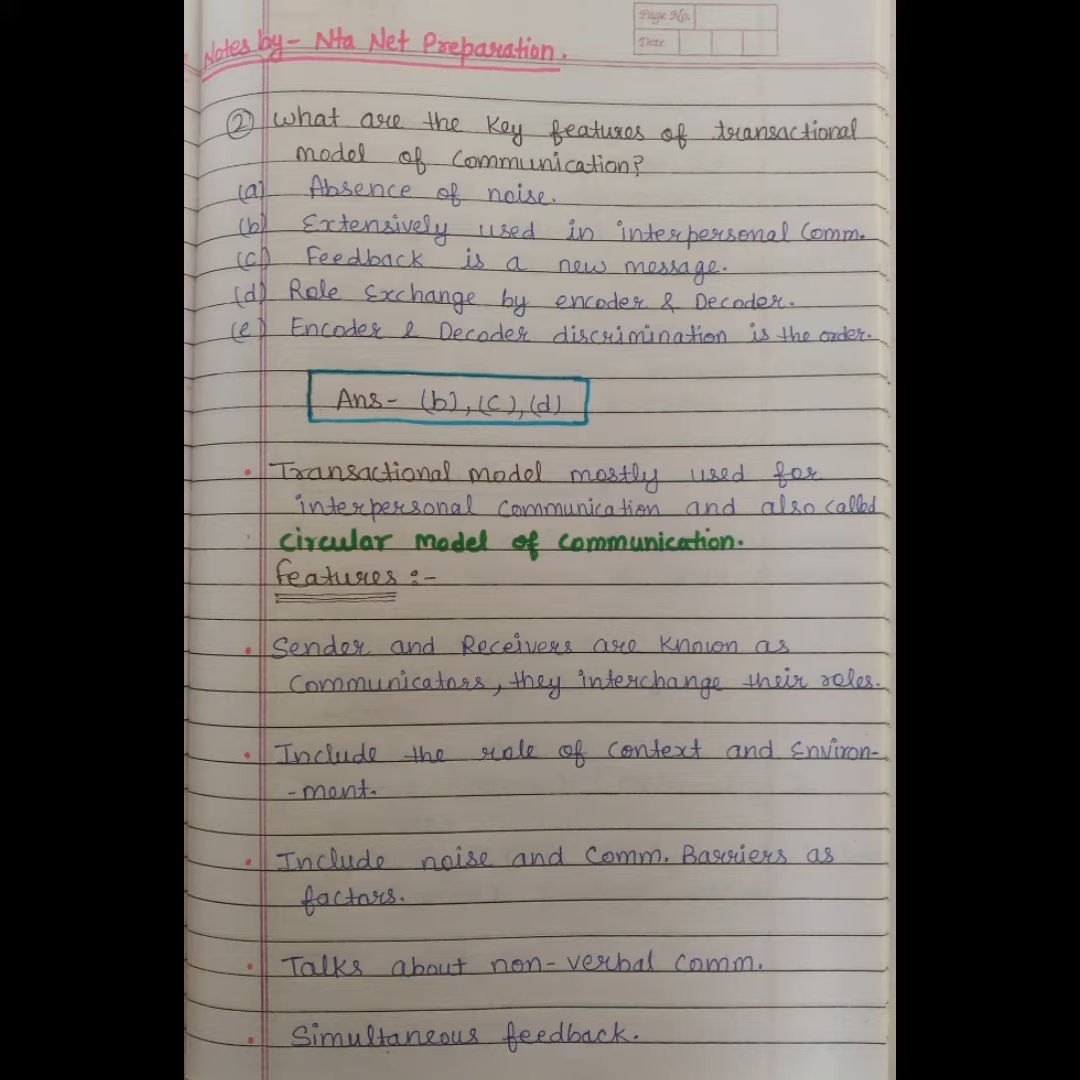 Page No.
Date
Notes by- Nta Net Preparation.
② What are the key features of transactional
model of communication?
(a) Absence of noise.
(b) Extensively used in interpersonal comm.
(c) Feedback is a new message.
(d) Role Exchange by encoder & Decoder.
(e) Encoder & Decoder discrimination is the order.
Ans- (b), (c), (d)
• Transactional model mostly used for
interpersonal communication and also called
circular model of communication.
features :-
• Sender and Receivers are known as
communicators, they interchange their roles.
• Include the role of context and Environ-
-ment.
• Include noise and comm. Barriers as
factors.
• Talks about non-verbal comm.
• Simultaneous feedback.